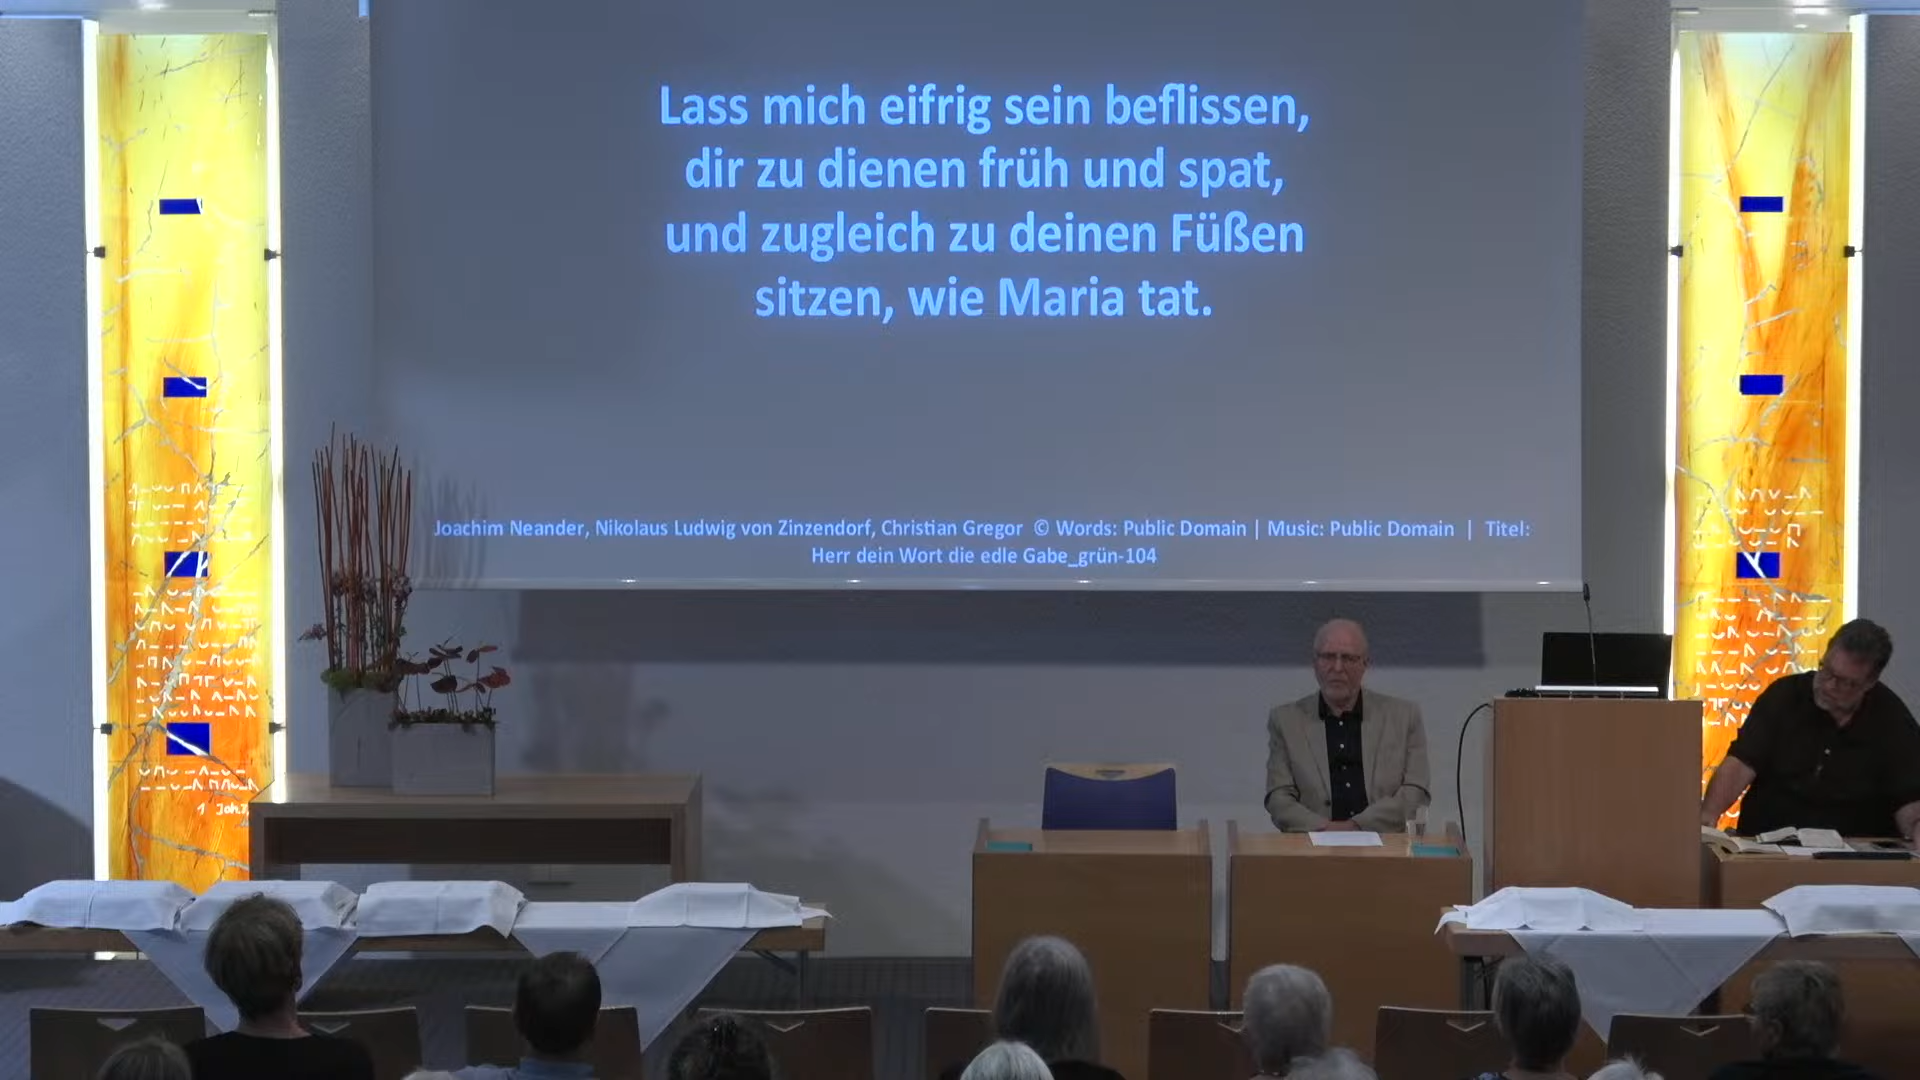 Lass mich eifrig sein beflissen,
dir zu dienen früh und spat,
und zugleich zu deinen Füßen
sitzen, wie Maria tat.
Joachim Neander, Nikolaus Ludwig von Zinzendorf, Christian Gregor © Words: Public Domain | Music: Public Domain | Titel:
Herr dein Wort die edle Gabe_grün-104